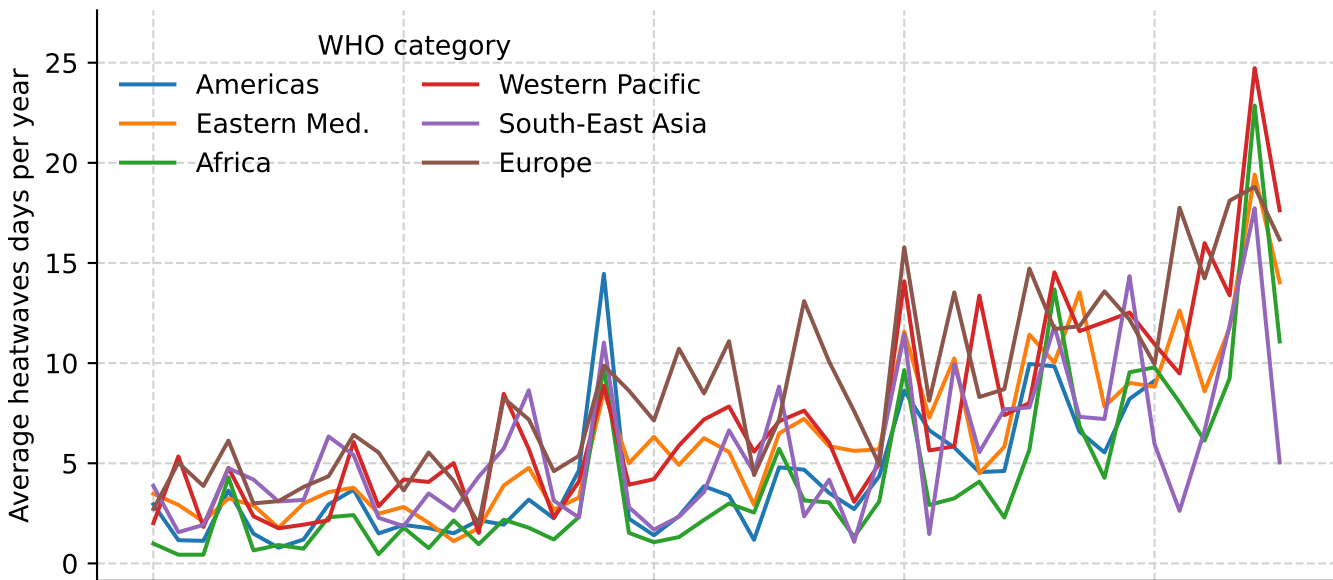 Average heatwaves days per year
25
20
15
10
5
0
WHO category
Americas
Eastern Med.
Africa
Western Pacific
South-East Asia
Europe